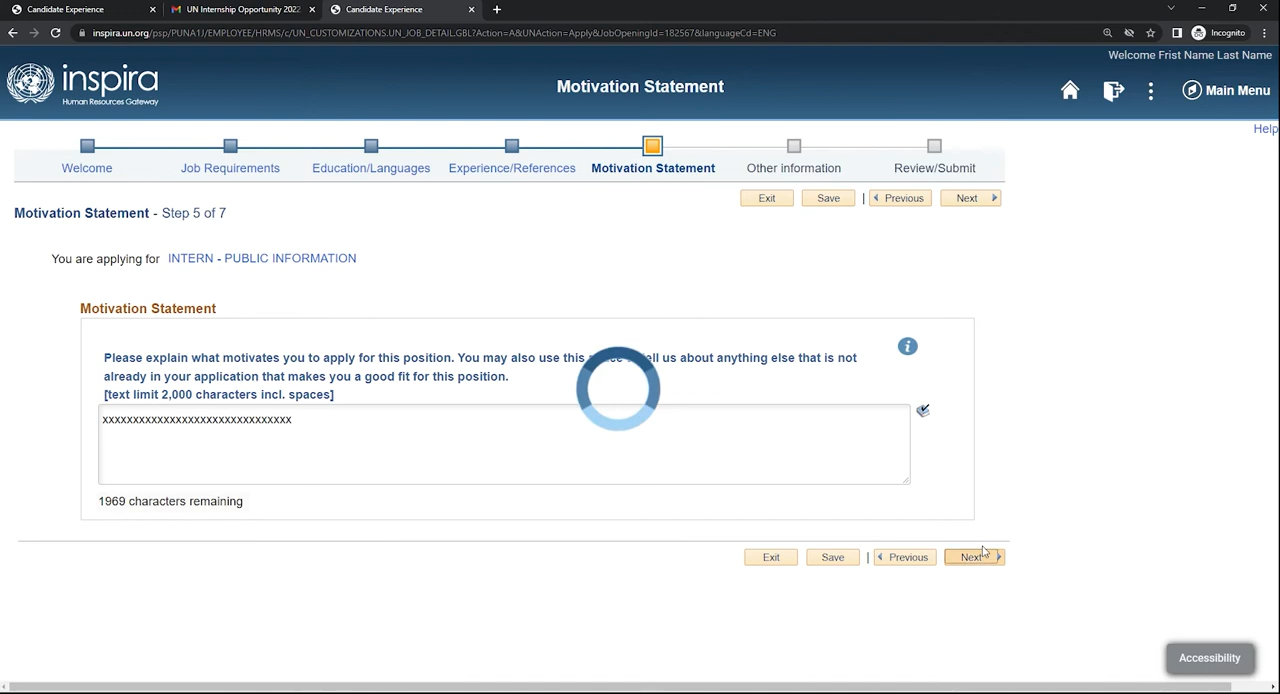 Candidate Experience
UN Internship Opportunity 2022
Candidate Experience
inspira.un.org/psp/PUNA1J/EMPLOYEE/HRMS/c/UN_CUSTOMIZATIONS.UN_JOB_DETAIL.GBL?Action=A&UNAction=Apply&JobOpeningId=182567&languageCd=ENG
Incognito
Welcome Frist Name Last Name
inspira
Human Resources Gateway
Motivation Statement
Main Menu
Help
Welcome
Job Requirements
Education/Languages
Experience/References
Motivation Statement
Other information
Review/Submit
Exit
Save
|
Previous
Next
Motivation Statement - Step 5 of 7
You are applying for INTERN - PUBLIC INFORMATION
Motivation Statement
Please explain what motivates you to apply for this position. You may also use this tell us about anything else that is not
already in your application that makes you a good fit for this position.
[text limit 2,000 characters incl. spaces]
xxxxxxxxxxxxxxxxxxxxxxxxxxxxxxx
1969 characters remaining
Exit
Save
|
Previous
Next
Accessibility